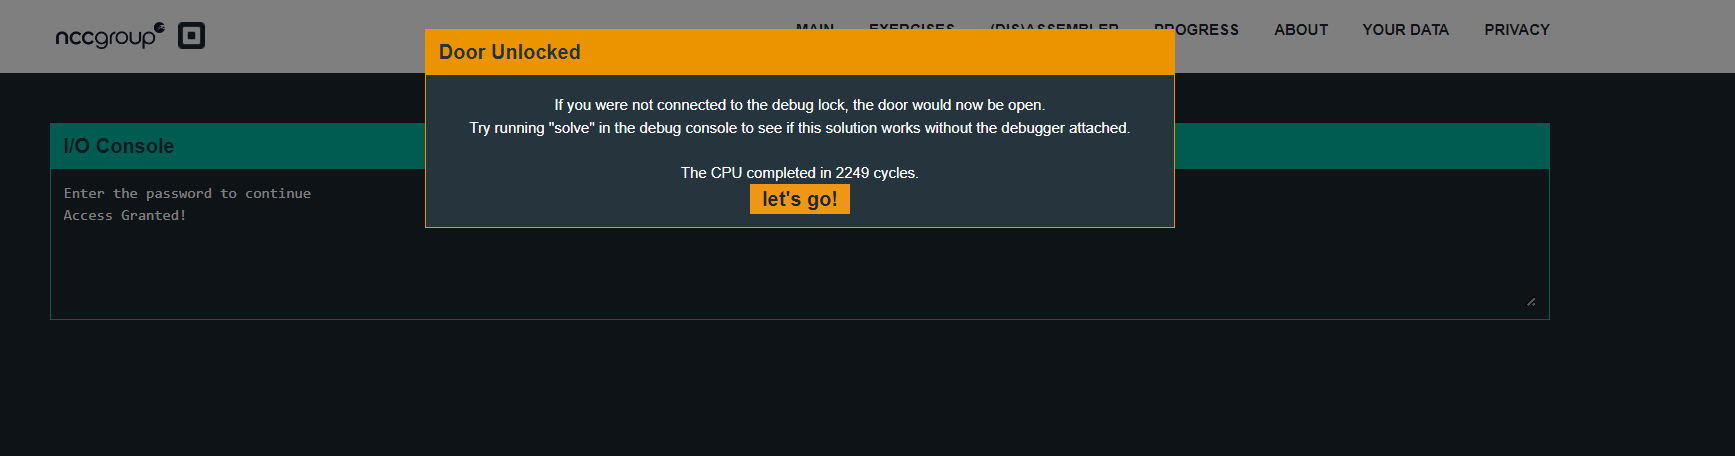 nccgroup
MAIN EXERCISES (DIS)ASSEMBLER PROGRESS ABOUT YOUR DATA PRIVACY
Door Unlocked
If you were not connected to the debug lock, the door would now be open.
Try running "solve" in the debug console to see if this solution works without the debugger attached.
The CPU completed in 2249 cycles.
let's go!
I/O Console
Enter the password to continue
Access Granted!